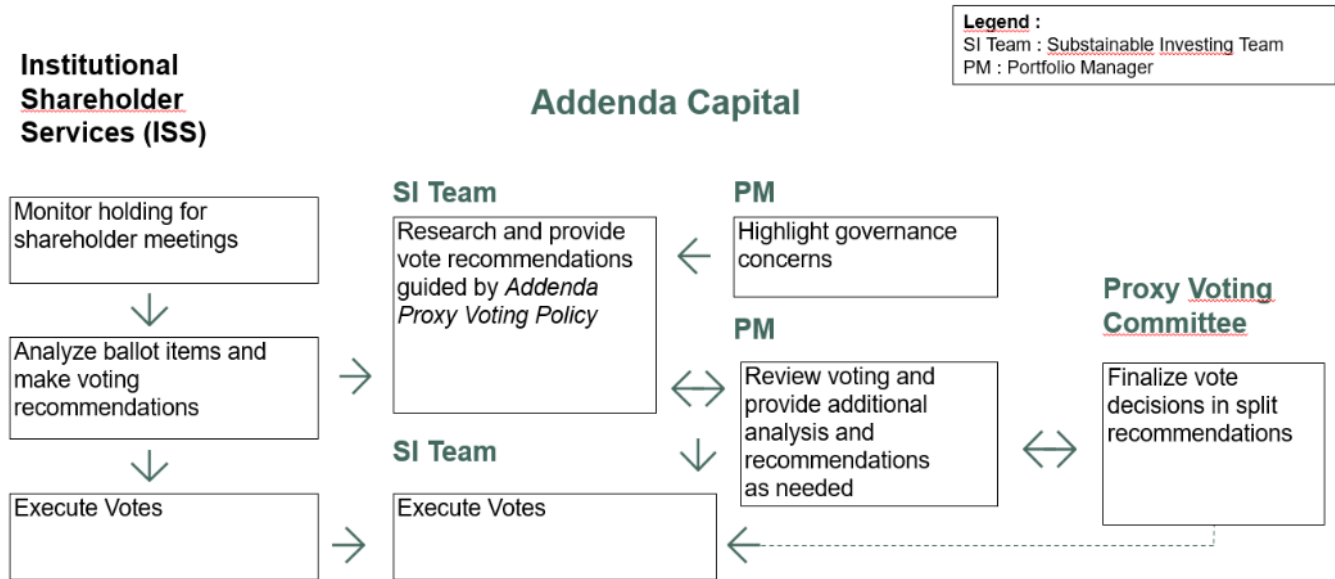 Legend :
SI Team : Substainable Investing Team
PM : Portfolio Manager
Institutional
Shareholder
Services (ISS)
Addenda Capital
Monitor holding for
shareholder meetings
Analyze ballot items and
make voting
recommendations
Execute Votes
SI Team
Research and provide
vote recommendations
guided by Addenda
Proxy Voting Policy
SI Team
Execute Votes
PM
Highlight governance
concerns
PM
Review voting and
provide additional
analysis and
recommendations
as needed
Proxy Voting
Committee
Finalize vote
decisions in split
recommendations